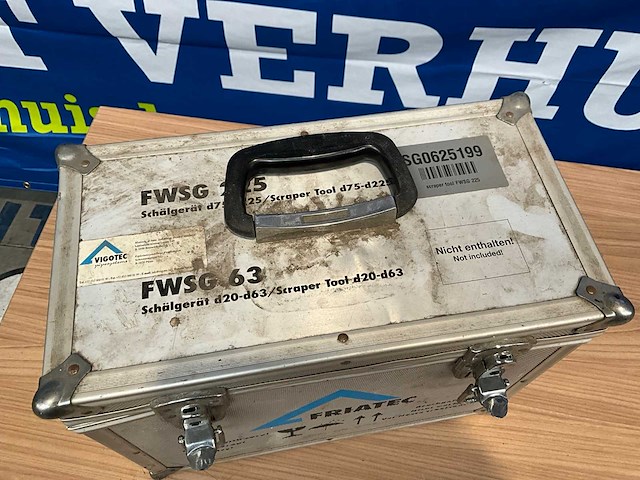 T VERHU
huis
FWSG 225
SG0625199
scraper tool FWSG 225
Schälgerät d75-d225/Scraper Tool d75-d225
VIGOTEC
Nicht enthalten!
Not included!
FWSG 63
Schälgerät d20-d63/Scraper Tool d20-d63
FRIATEC